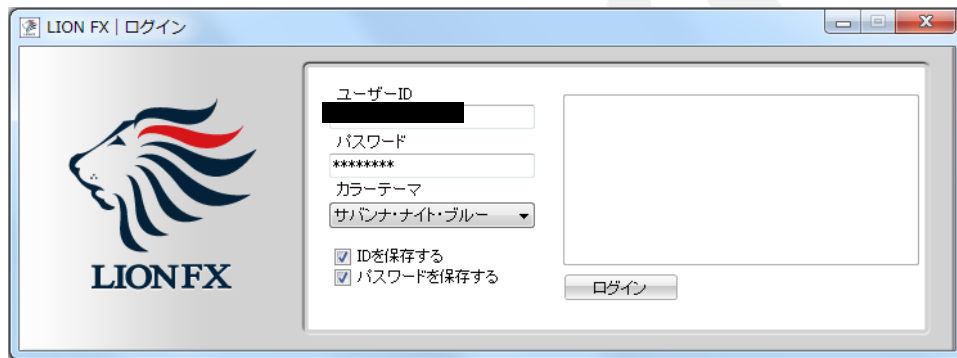 LION FX | ログイン
ユーザーID
パスワード
********
カラーテーマ
サバンナ・ナイト・ブルー
IDを保存する
パスワードを保存する
ログイン
LION FX